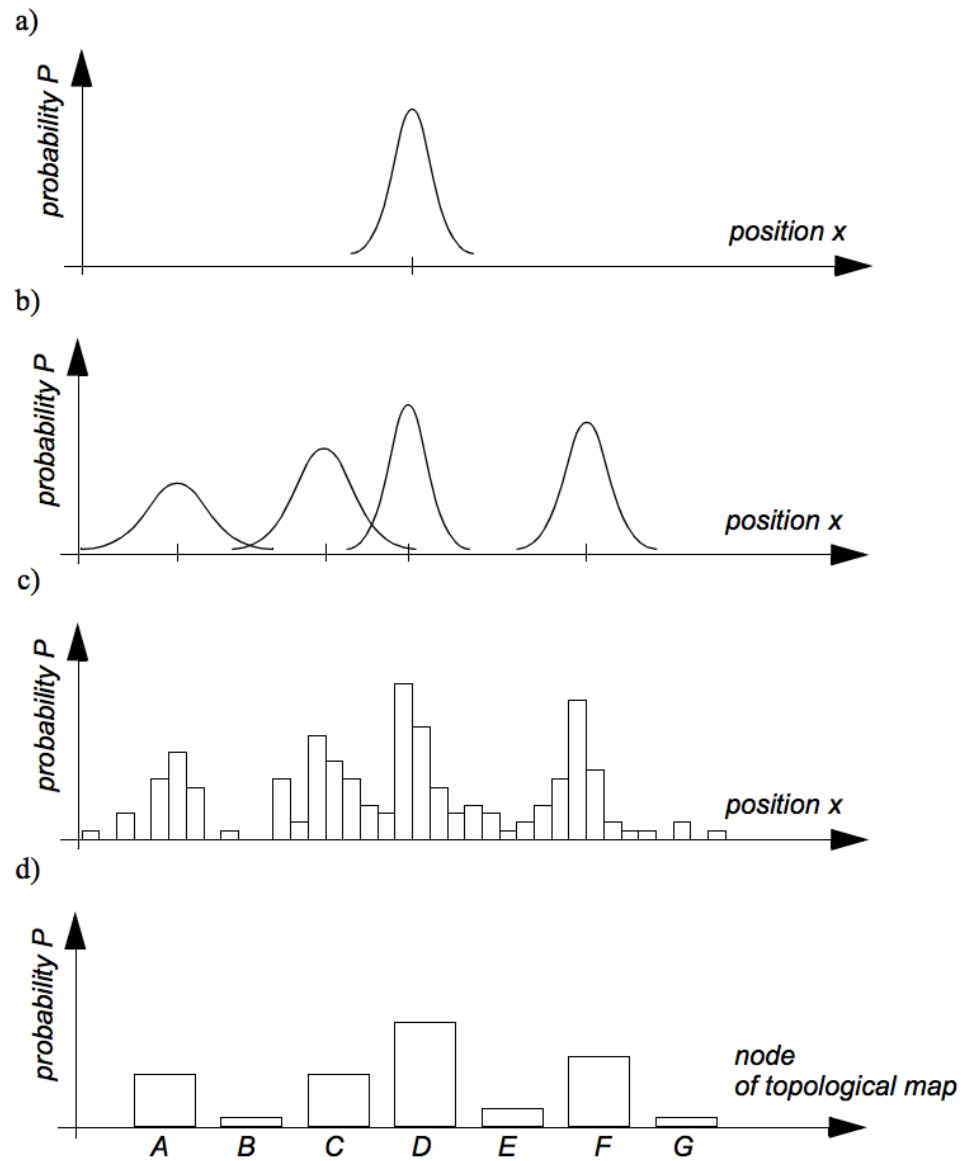 a)
probability P
position x
b)
probability P
position x
c)
probability P
position x
d)
probability P
node
of topological map
A B C D E F G